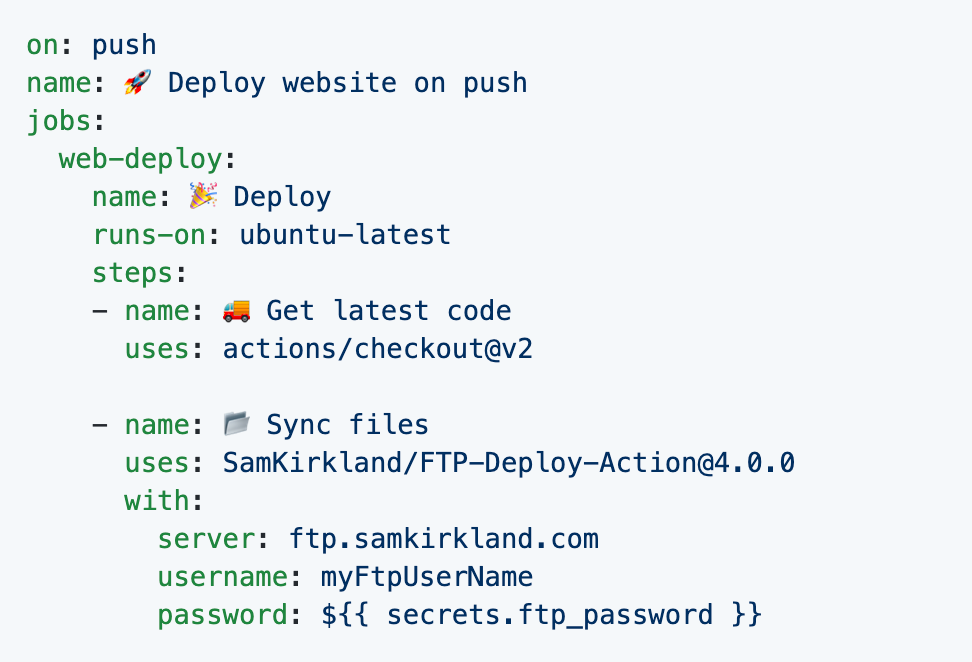 on: push
name: 🚀 Deploy website on push
jobs:
  web-deploy:
    name: 🎉 Deploy
    runs-on: ubuntu-latest
    steps:
    - name: 🚚 Get latest code
      uses: actions/checkout@v2

    - name: 📂 Sync files
      uses: SamKirkland/FTP-Deploy-Action@4.0.0
      with:
        server: ftp.samkirkland.com
        username: myFtpUserName
        password: ${{ secrets.ftp_password }}